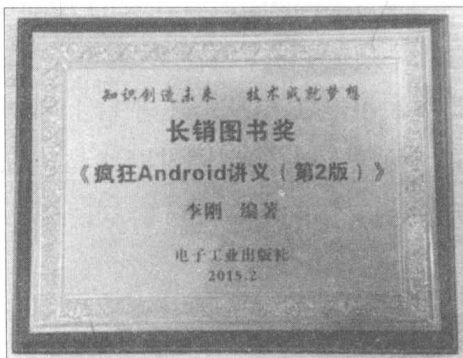 知识创造未来 技术成就梦想
长销图书奖
《疯狂Android讲义(第2版)》
李刚 编著
电子工业出版社
2015.2